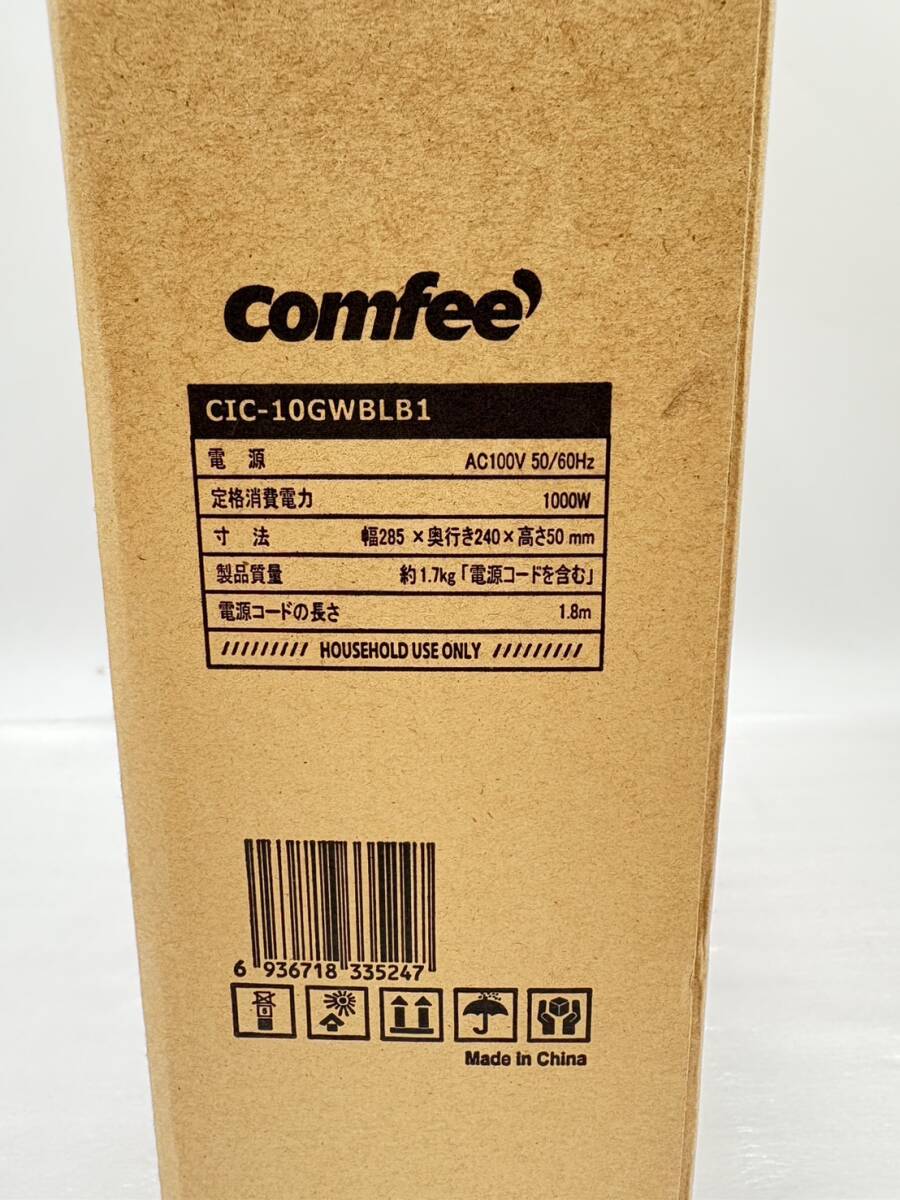 comfee'
CIC-10GWBLB1
電 源 AC100V 50/60Hz
定格消費電力 1000W
寸 法 幅285 × 奥行き240 × 高さ50 mm
製品質量 約1.7kg「電源コードを含む」
電源コードの長さ 1.8m
///////// HOUSEHOLD USE ONLY /////////
6 936718 335247
Made in China